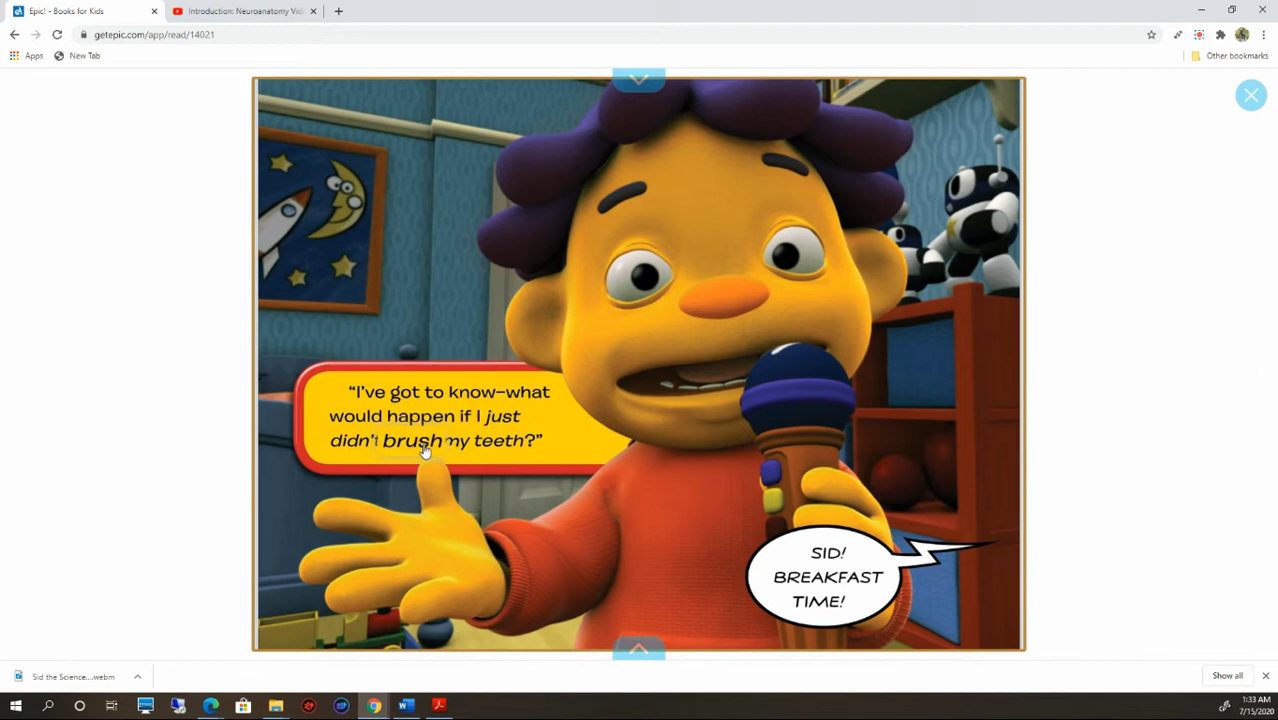 Epic! - Books for Kids
Introduction: Neuroanatomy Vid
getepic.com/app/read/14021
Apps
New Tab
Other bookmarks
“I’ve got to know—what
would happen if I just
didn’t brush my teeth?”
SID!
BREAKFAST
TIME!
Sid the Science....webm
Show all
1:33 AM
7/15/2020